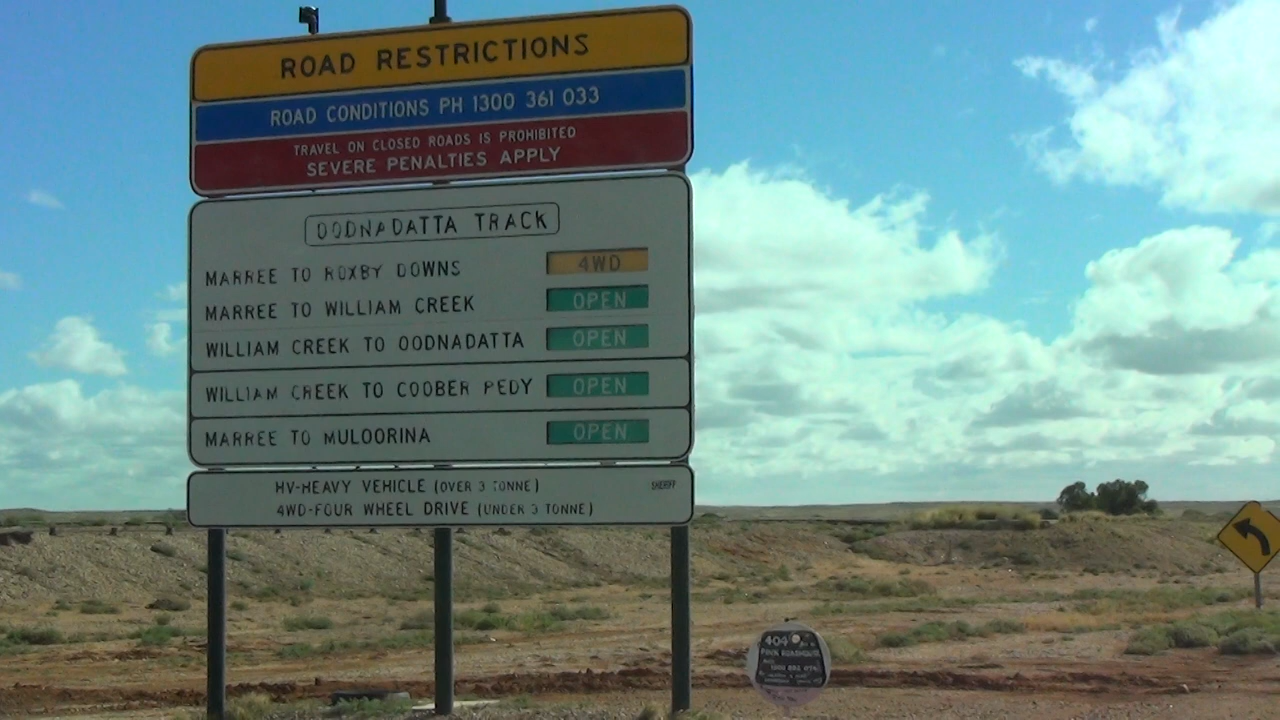 ROAD RESTRICTIONS
ROAD CONDITIONS PH 1300 361 033
TRAVEL ON CLOSED ROADS IS PROHIBITED
SEVERE PENALTIES APPLY
OODNADATTA TRACK
MARREE TO ROXBY DOWNS 4WD
MARREE TO WILLIAM CREEK OPEN
WILLIAM CREEK TO OODNADATTA OPEN
WILLIAM CREEK TO COOBER PEDY OPEN
MARREE TO MULOORINA OPEN
HV-HEAVY VEHICLE (OVER 3 TONNE) SHERIFF
4WD-FOUR WHEEL DRIVE (UNDER 3 TONNE)
404
PINK ROADHOUSE